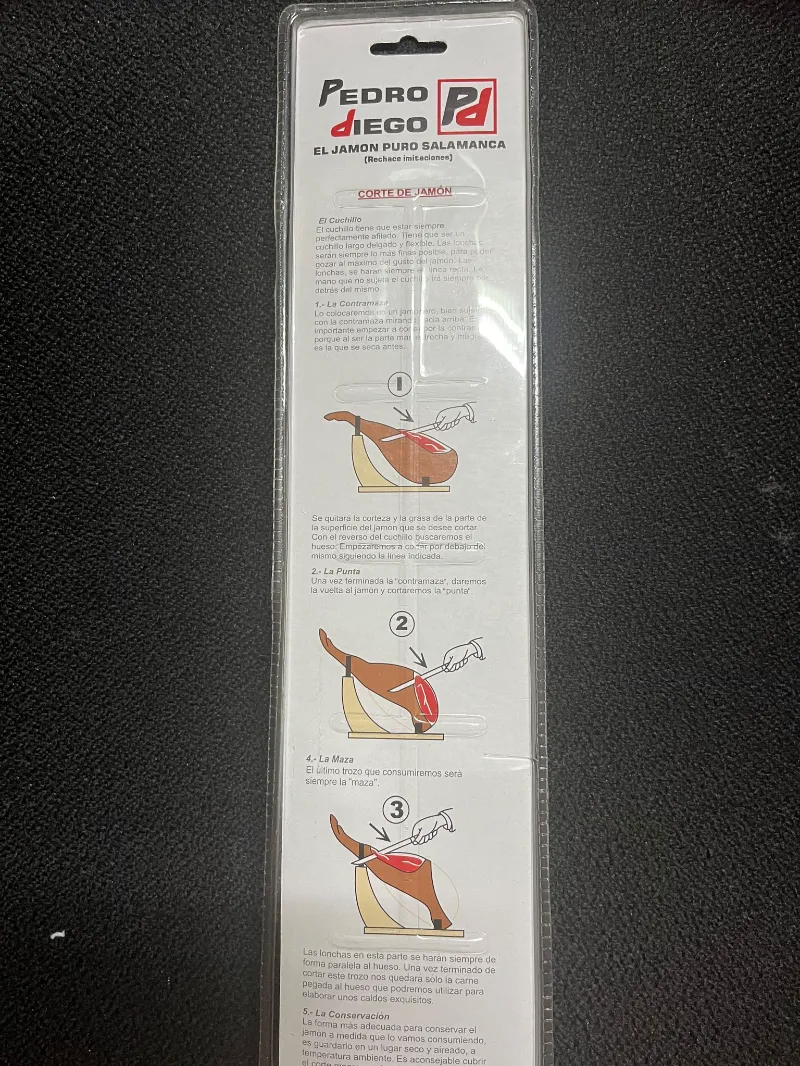 PEDRO
DIEGO
Pd
EL JAMON PURO SALAMANCA
(Rechace imitaciones)
CORTE DE JAMÓN
El Cuchillo
El cuchillo tiene que estar siempre
perfectamente afilado. Tiene que ser un
cuchillo largo delgado y flexible. Las lonchas
serán siempre lo mas finas posible, para poder
gozar al máximo del gusto del jamón. Las
lonchas, se harán siempre en línea recta. La
mano que no sujeta el cuchillo irá siempre por
detrás del mismo.
1.- La Contramaza
Lo colocaremos en un jamonero, bien
con la contramaza mirando hacia arriba. E
importante empezar a cortar por la
porque al ser la parte mas estrecha y
es la que se seca antes.
1
Se quitará la corteza y la grasa de la parte de
la superficie del jamon que se desee cortar.
Con el reverso del cuchillo buscaremos el
hueso. Empezaremos a cortar por debajo del
mismo siguiendo la linea indicada.
2.- La Punta
Una vez terminada la "contramaza", daremos
la vuelta al jamón y cortaremos la "punta".
2
4.- La Maza
El último trozo que consumiremos será
siempre la "maza".
3
Las lonchas en esta parte se harán siempre de
forma paralela al hueso. Una vez terminado de
cortar este trozo nos quedara sólo la carne
pegada al hueso que podremos utilizar para
elaborar unos caldos exquisitos.
5.- La Conservación
La forma más adecuada para conservar el
jamón a medida que lo vamos consumiendo,
es guardarlo en un lugar seco y aireado, a
temperatura ambiente. Es aconsejable cubrir
el corte